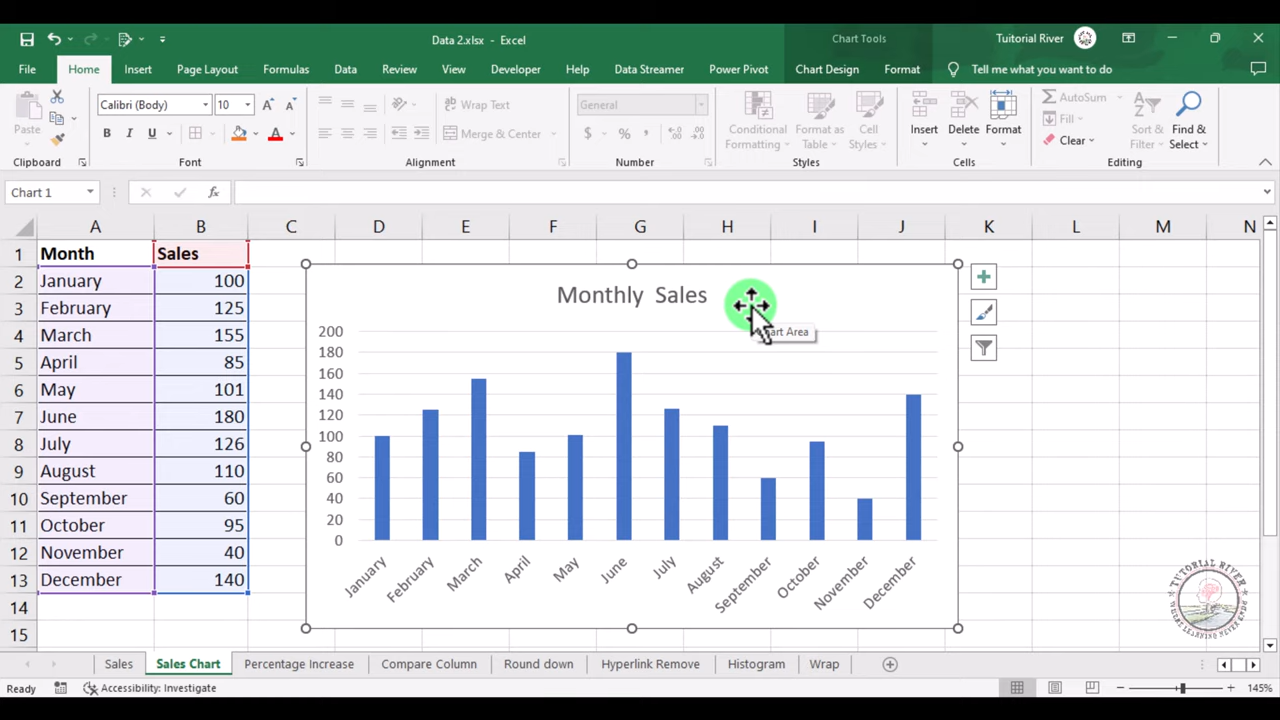 Data 2.xlsx - Excel
Chart Tools
Tuitorial River
File Home Insert Page Layout Formulas Data Review View Developer Help Data Streamer Power Pivot Chart Design Format Tell me what you want to do
Paste
Calibri (Body) 10 A A
B I U A
Wrap Text
Merge & Center
General
$ %
Conditional Formatting
Format as Table
Cell Styles
Insert Delete Format
AutoSum
Fill
Clear
Sort & Filter
Find & Select
Clipboard Font Alignment Number Styles Cells Editing
Chart 1 fx
A B C D E F G H I J K L M N
1 Month Sales
2 January 100
3 February 125
4 March 155
5 April 85
6 May 101
7 June 180
8 July 126
9 August 110
10 September 60
11 October 95
12 November 40
13 December 140
14
15
Monthly Sales
Area
200
180
160
140
120
100
80
60
40
20
0
January February March April May June July August September October November December
TUTORIAL RIVER
Sales Sales Chart Percentage Increase Compare Column Round down Hyperlink Remove Histogram Wrap
Ready Accessibility: Investigate 145%